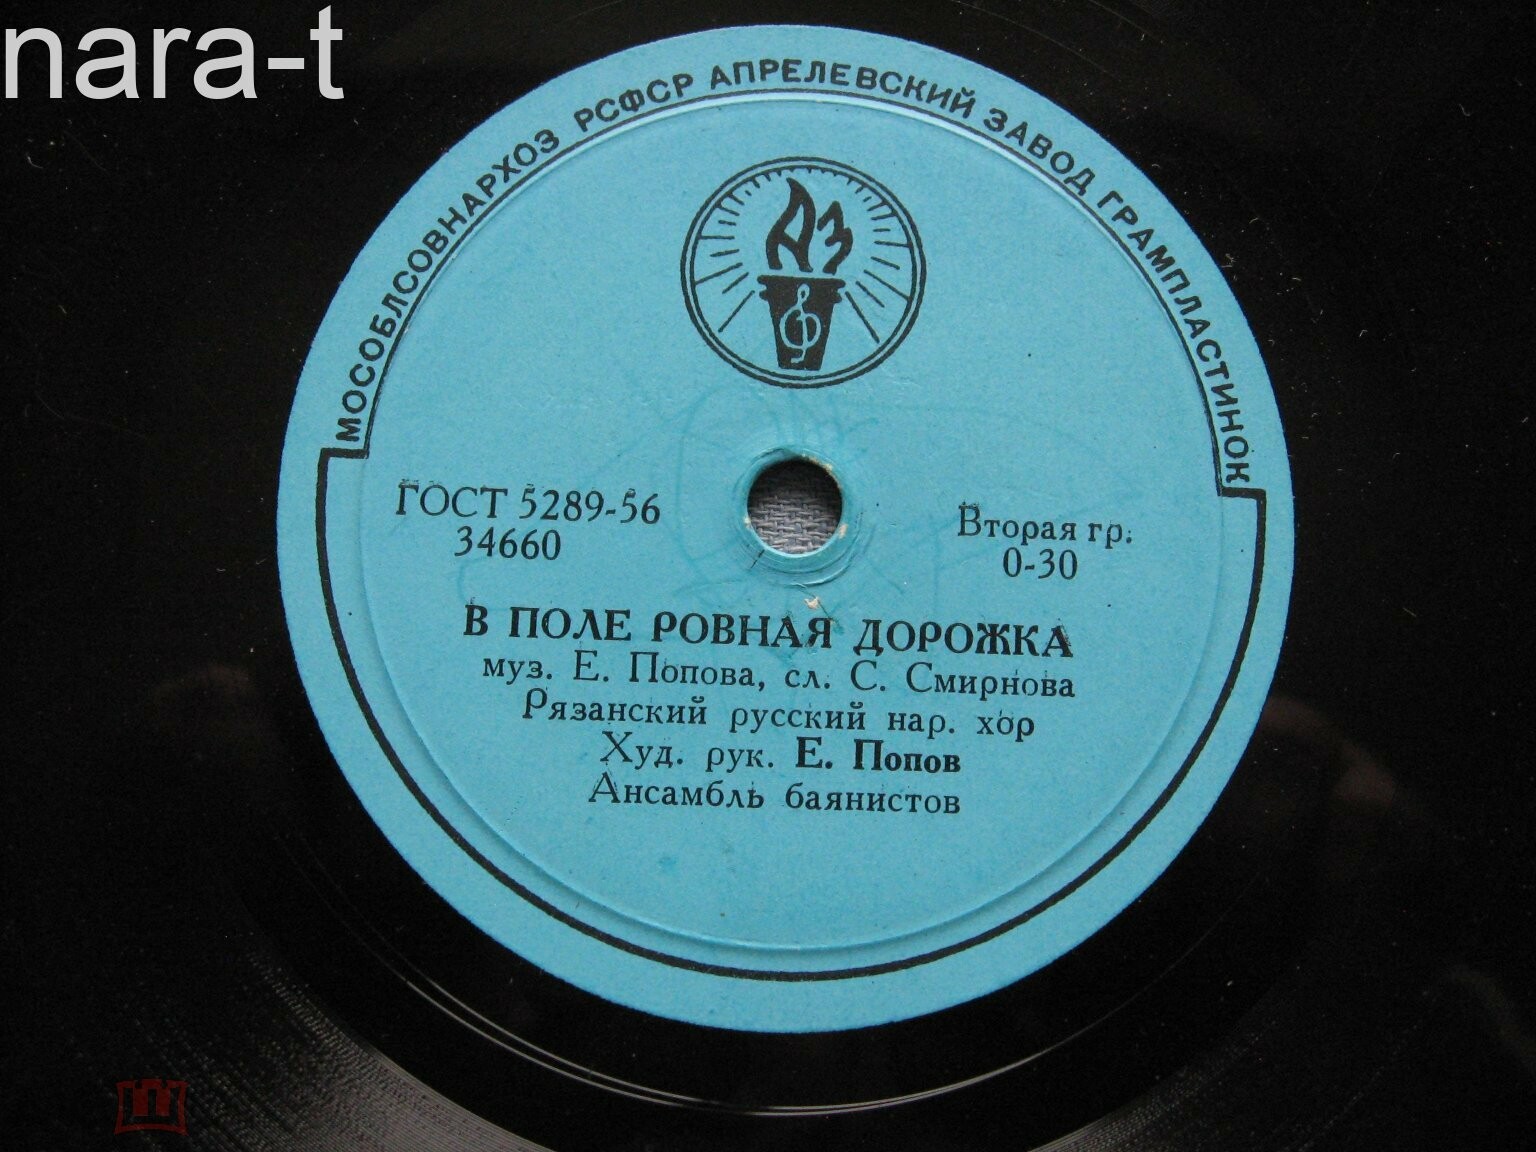 nara-t
МОСОБЛСОВНАРХОЗ РСФСР АПРЕЛЕВСКИЙ ЗАВОД ГРАМПЛАСТИНОК
АЗ
ГОСТ 5289-56
34660
Вторая гр.
0-30
В ПОЛЕ РОВНАЯ ДОРОЖКА
муз. Е. Попова, сл. С. Смирнова
Рязанский русский нар. хор
Худ. рук. Е. Попов
Ансамбль баянистов